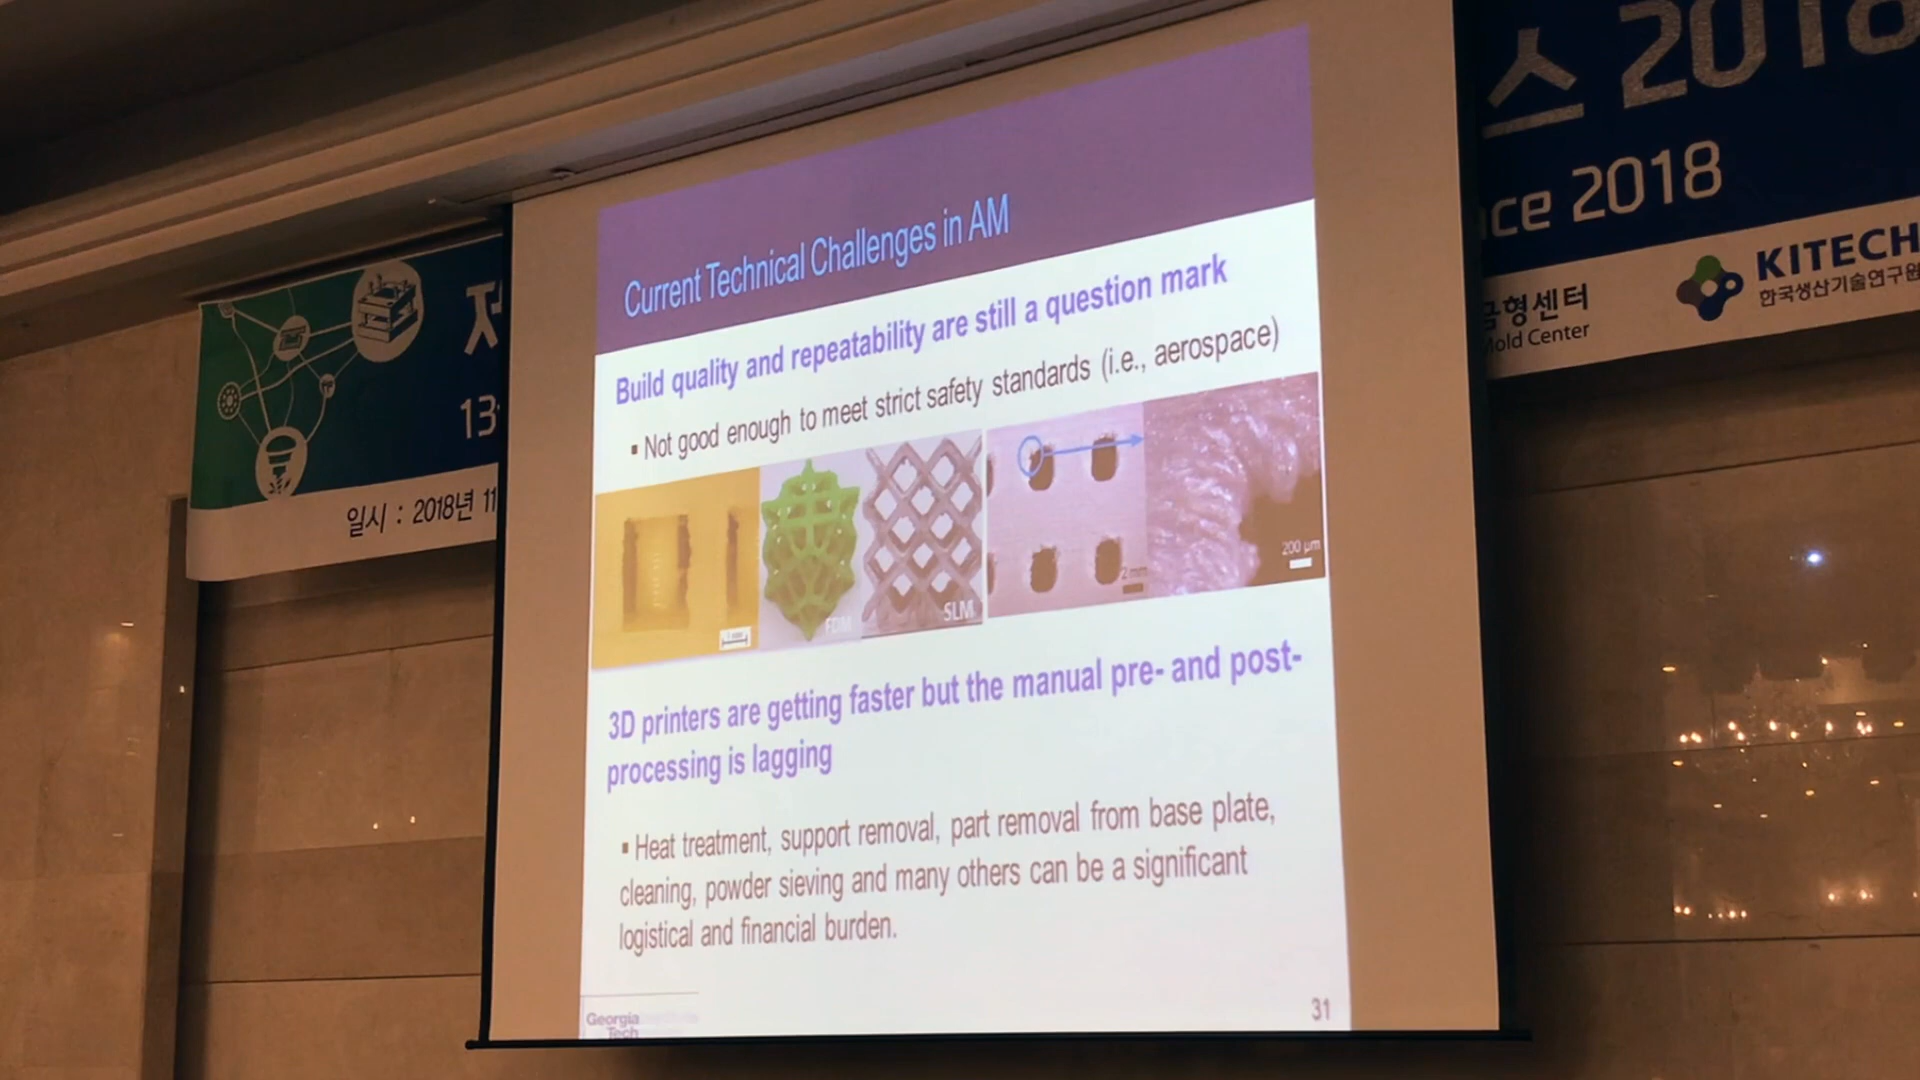 Current Technical Challenges in AM
Build quality and repeatability are still a question mark
▪ Not good enough to meet strict safety standards (i.e., aerospace)
FDM
SLM
2 mm
200 μm
3D printers are getting faster but the manual pre- and post-
processing is lagging
▪ Heat treatment, support removal, part removal from base plate,
cleaning, powder sieving and many others can be a significant
logistical and financial burden.
Georgia
Tech
31
13
일시 : 2018년 11
스 2018
nce 2018
금형센터
Mold Center
KITECH
한국생산기술연구원